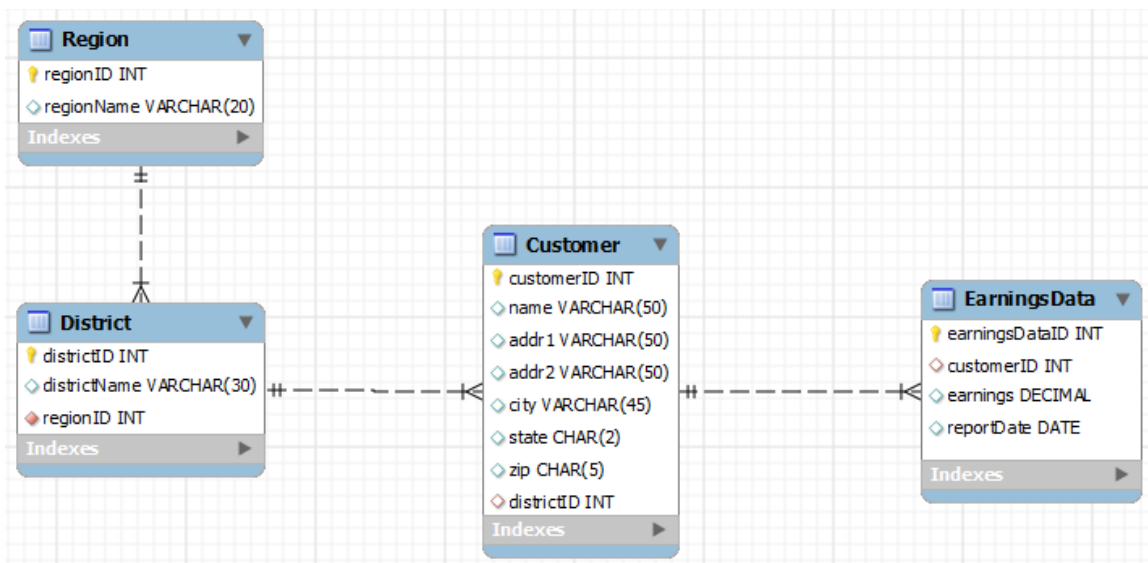 Region
regionID INT
regionName VARCHAR(20)
Indexes
District
districtID INT
districtName VARCHAR(30)
regionID INT
Indexes
Customer
customerID INT
name VARCHAR(50)
addr1 VARCHAR(50)
addr2 VARCHAR(50)
city VARCHAR(45)
state CHAR(2)
zip CHAR(5)
districtID INT
Indexes
EarningsData
earningsDataID INT
customerID INT
earnings DECIMAL
reportDate DATE
Indexes